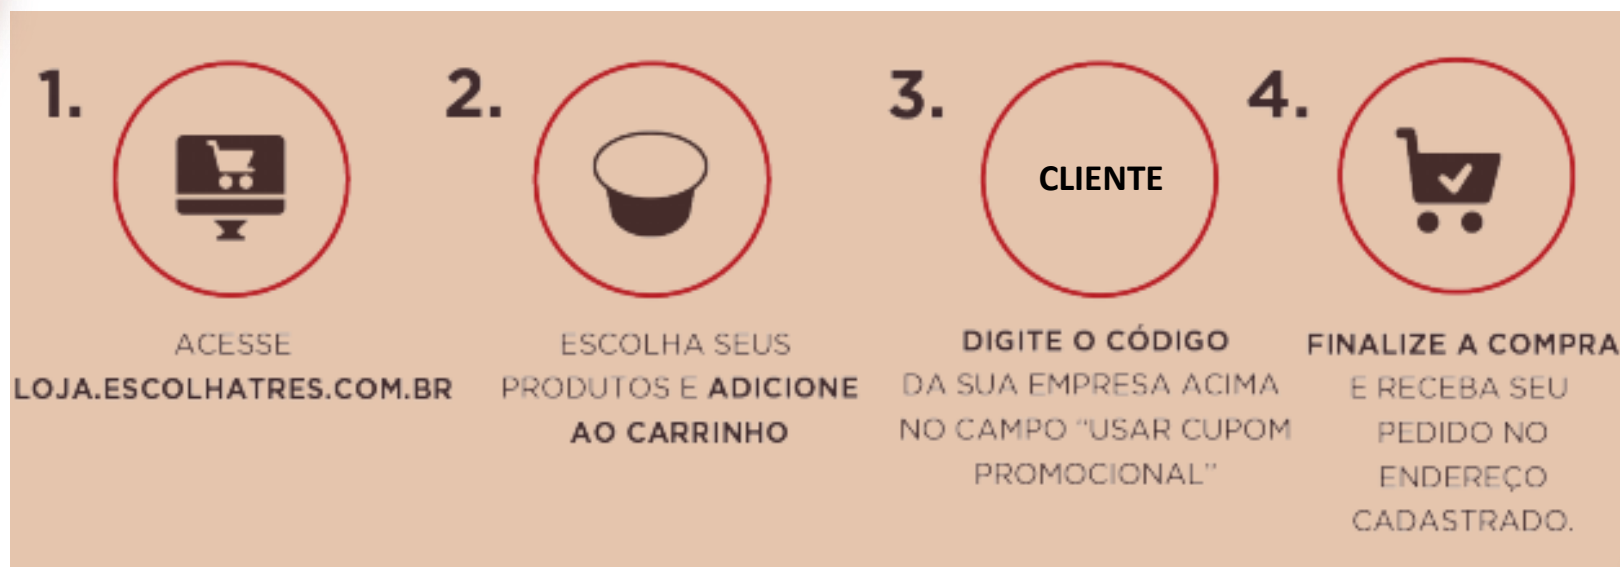 1.
ACESSE
LOJA.ESCOLHATRES.COM.BR
2.
ESCOLHA SEUS
PRODUTOS E ADICIONE
AO CARRINHO
3.
CLIENTE
DIGITE O CÓDIGO
DA SUA EMPRESA ACIMA
NO CAMPO “USAR CUPOM
PROMOCIONAL”
4.
FINALIZE A COMPRA
E RECEBA SEU
PEDIDO NO
ENDEREÇO
CADASTRADO.